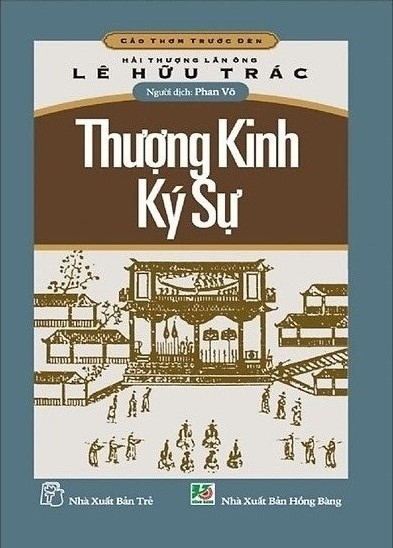 CẢO THƠM TRƯỚC ĐÈN
HẢI THƯỢNG LÃN ÔNG
LÊ HỮU TRÁC
Người dịch: Phan Võ
Thượng Kinh
Ký Sự
Nhà Xuất Bản Trẻ
Nhà Xuất Bản Hồng Bàng